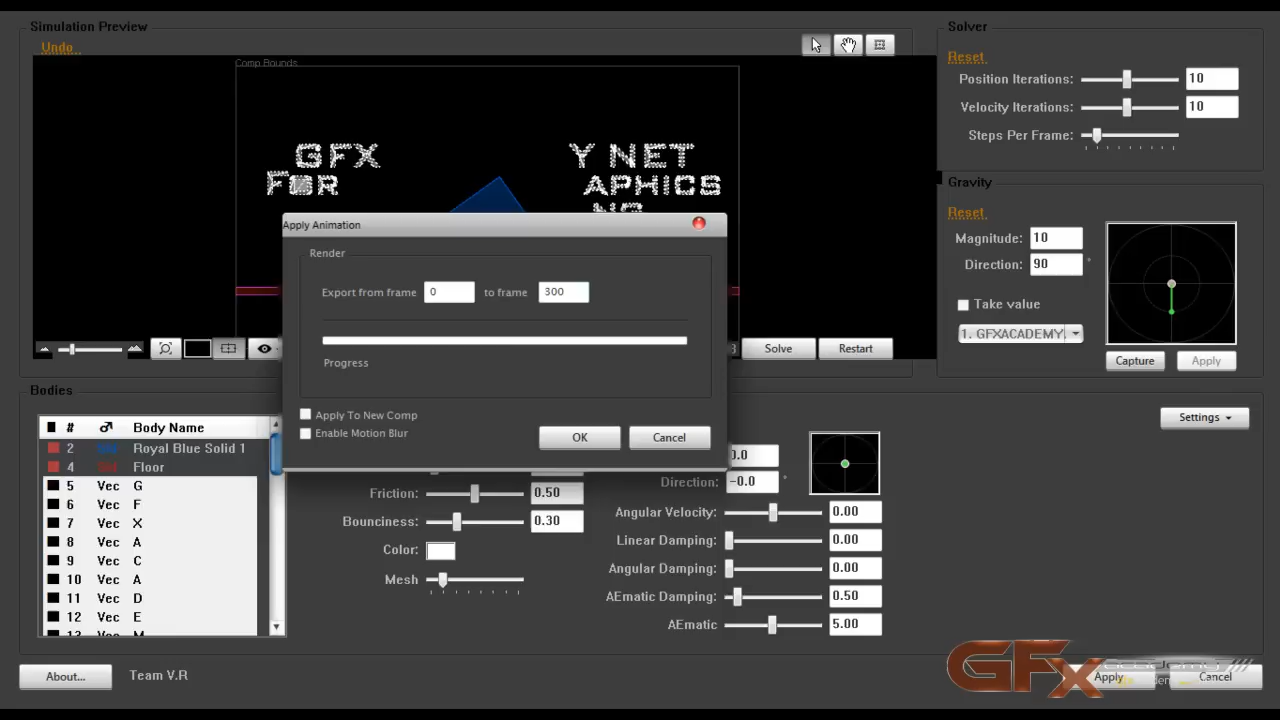 Simulation Preview
Undo
Comp Bounds
GFX
Y NET
FOR
APHICS
Apply Animation
Render
Export from frame 0 to frame 300
Progress
Apply To New Comp
Enable Motion Blur
OK Cancel
Solve Restart
Solver
Reset
Position Iterations: 10
Velocity Iterations: 10
Steps Per Frame:
Gravity
Reset
Magnitude: 10
Direction: 90 °
Take value
1. GFXACADEMY.
Capture Apply
Bodies
# Body Name
2 Royal Blue Solid 1
4 Floor
5 Vec G
6 Vec F
7 Vec X
8 Vec A
9 Vec C
10 Vec A
11 Vec D
12 Vec E
13 Vec M
Friction: 0.50
Bounciness: 0.30
Color:
Mesh
0.0
Direction: -0.0 °
Angular Velocity: 0.00
Linear Damping: 0.00
Angular Damping: 0.00
AEmatic Damping: 0.50
AEmatic 5.00
Settings
About... Team V.R
Apply Cancel
GFx academy